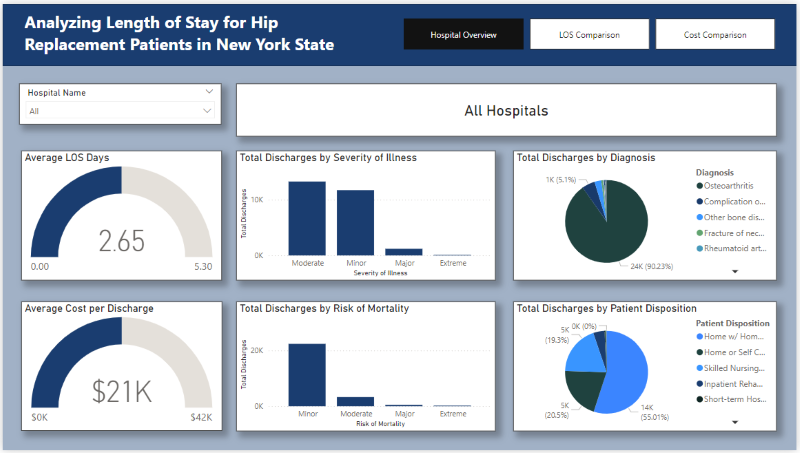 Analyzing Length of Stay for Hip
Replacement Patients in New York State
Hospital Overview
LOS Comparison
Cost Comparison
Hospital Name
All
All Hospitals
Average LOS Days
2.65
0.00
5.30
Total Discharges by Severity of Illness
Total Discharges
10K
0K
Moderate
Minor
Major
Extreme
Severity of Illness
Total Discharges by Diagnosis
1K (5.1%)
24K (90.23%)
Diagnosis
Osteoarthritis
Complication o...
Other bone dis...
Fracture of nec...
Rheumatoid art...
Average Cost per Discharge
$21K
$0K
$42K
Total Discharges by Risk of Mortality
Total Discharges
20K
0K
Minor
Moderate
Major
Extreme
Risk of Mortality
Total Discharges by Patient Disposition
0K (0%)
5K
(19.3%)
5K
(20.5%)
14K
(55.01%)
Patient Disposition
Home w/ Hom...
Home or Self C...
Skilled Nursing...
Inpatient Reha...
Short-term Hos...